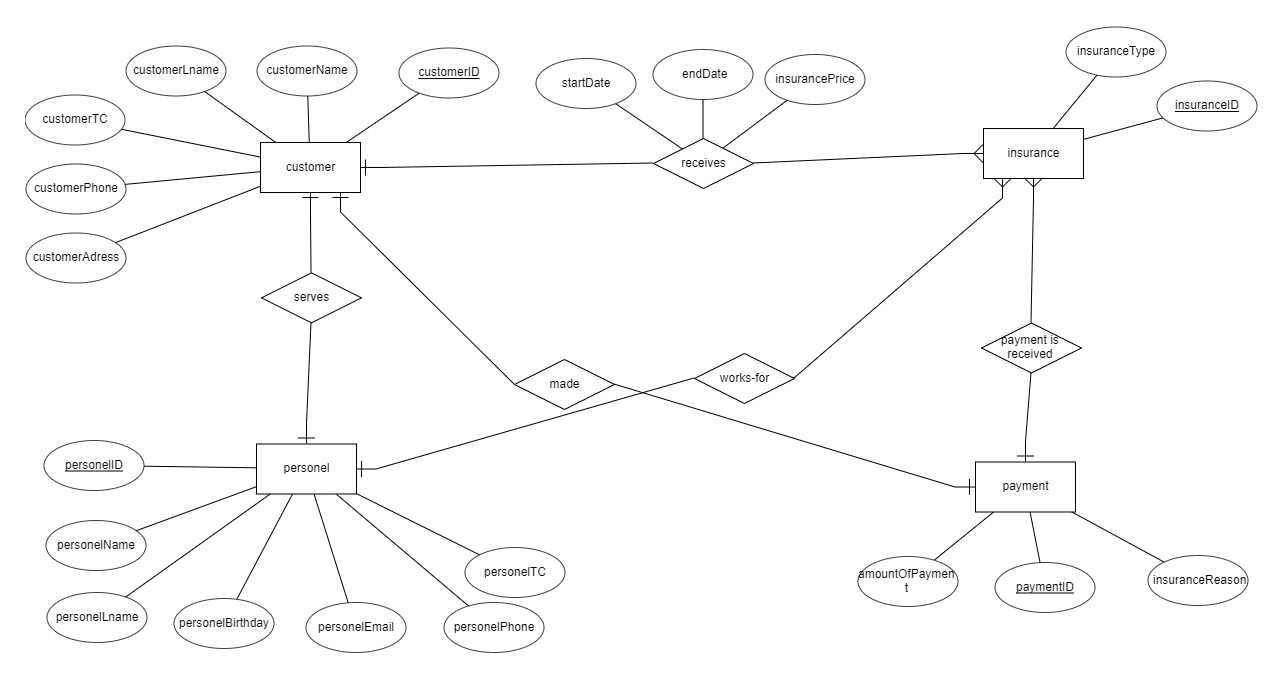 insuranceType
customerLname
customerName
customerID
startDate
endDate
insurancePrice
insuranceID
customerTC
customer
receives
insurance
customerPhone
customerAdress
serves
payment is
received
made
works-for
personelID
personel
payment
personelName
personelTC
amountOfPaymen
t
paymentID
insuranceReason
personelLname
personelBirthday
personelEmail
personelPhone